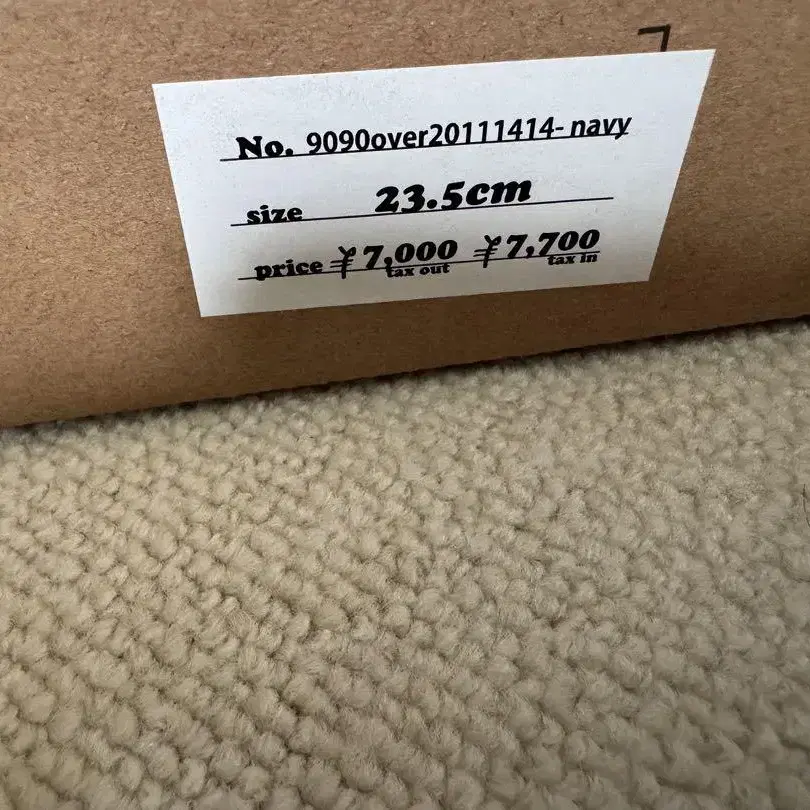 No. 9090over20111414- navy
size 23.5cm
price ¥7,000 ¥7,700
tax out tax in